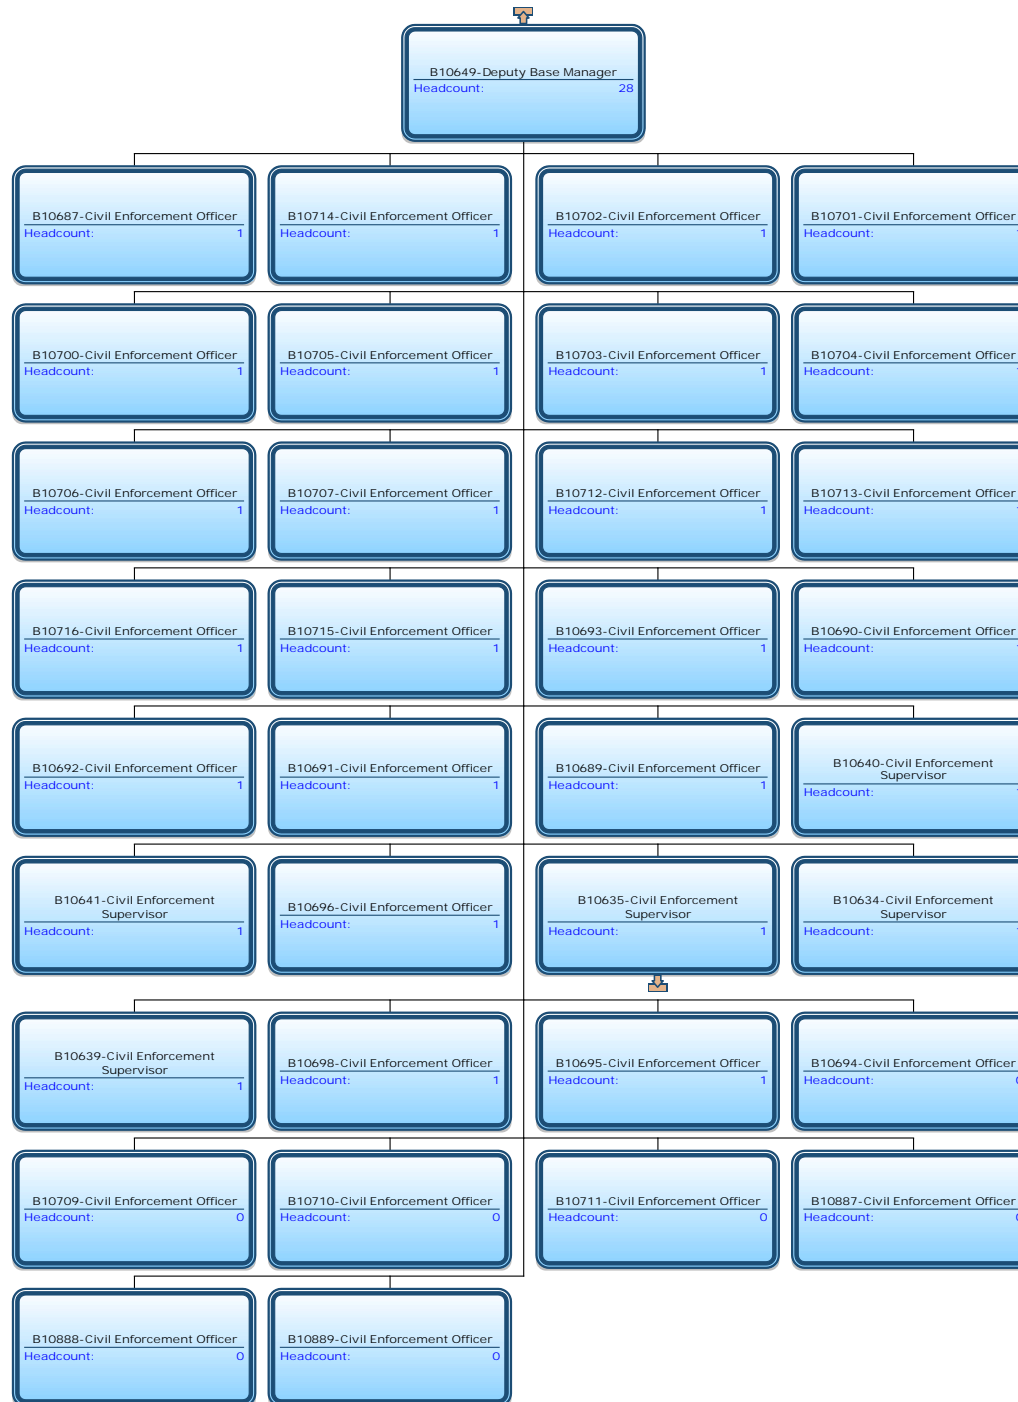 B10649-Deputy Base Manager
Headcount: 28
B10687-Civil Enforcement Officer
Headcount: 1
B10714-Civil Enforcement Officer
Headcount: 1
B10702-Civil Enforcement Officer
Headcount: 1
B10701-Civil Enforcement Officer
Headcount:
B10700-Civil Enforcement Officer
Headcount: 1
B10705-Civil Enforcement Officer
Headcount: 1
B10703-Civil Enforcement Officer
Headcount: 1
B10704-Civil Enforcement Officer
Headcount:
B10706-Civil Enforcement Officer
Headcount: 1
B10707-Civil Enforcement Officer
Headcount: 1
B10712-Civil Enforcement Officer
Headcount: 1
B10713-Civil Enforcement Officer
Headcount:
B10716-Civil Enforcement Officer
Headcount: 1
B10715-Civil Enforcement Officer
Headcount: 1
B10693-Civil Enforcement Officer
Headcount: 1
B10690-Civil Enforcement Officer
Headcount:
B10692-Civil Enforcement Officer
Headcount: 1
B10691-Civil Enforcement Officer
Headcount: 1
B10689-Civil Enforcement Officer
Headcount: 1
B10640-Civil Enforcement
Supervisor
Headcount:
B10641-Civil Enforcement
Supervisor
Headcount: 1
B10696-Civil Enforcement Officer
Headcount: 1
B10635-Civil Enforcement
Supervisor
Headcount: 1
B10634-Civil Enforcement
Supervisor
Headcount:
B10639-Civil Enforcement
Supervisor
Headcount: 1
B10698-Civil Enforcement Officer
Headcount: 1
B10695-Civil Enforcement Officer
Headcount: 1
B10694-Civil Enforcement Officer
Headcount:
B10709-Civil Enforcement Officer
Headcount: 0
B10710-Civil Enforcement Officer
Headcount: 0
B10711-Civil Enforcement Officer
Headcount: 0
B10887-Civil Enforcement Officer
Headcount:
B10888-Civil Enforcement Officer
Headcount: 0
B10889-Civil Enforcement Officer
Headcount: 0